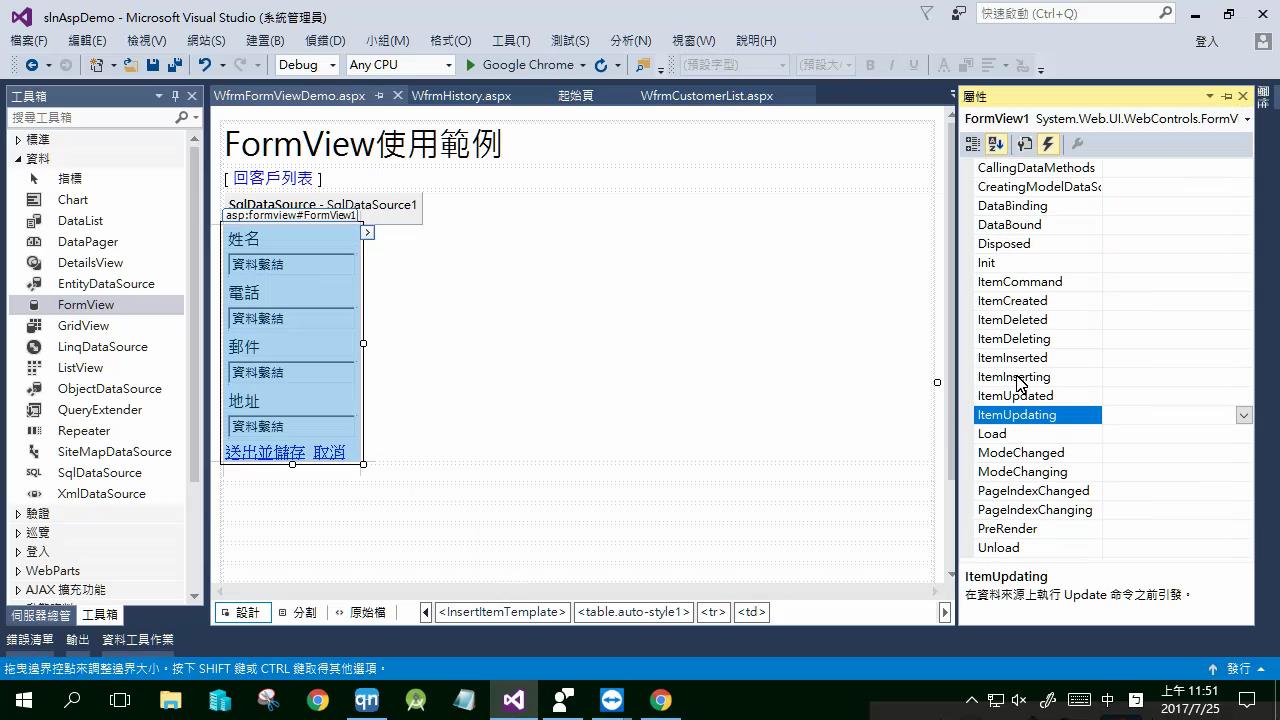 slnAspDemo - Microsoft Visual Studio (系統管理員)
快速啟動 (Ctrl+Q)
檔案(F) 編輯(E) 檢視(V) 網站(S) 建置(B) 偵錯(D) 小組(M) 格式(O) 工具(T) 測試(S) 分析(N) 視窗(W) 說明(H) 登入
Debug Any CPU Google Chrome (預設字型) (預設大 B I U A
工具箱
搜尋工具箱
標準
資料
指標
Chart
DataList
DataPager
DetailsView
EntityDataSource
FormView
GridView
LinqDataSource
ListView
ObjectDataSource
QueryExtender
Repeater
SiteMapDataSource
SqlDataSource
XmlDataSource
驗證
巡覽
登入
WebParts
AJAX 擴充功能
伺服器總管 工具箱
WfrmFormViewDemo.aspx WfrmHistory.aspx 起始頁 WfrmCustomerList.aspx
FormView使用範例
[ 回客戶列表 ]
SqlDataSource - SqlDataSource1
asp:formview#FormView1
姓名
資料繫結
電話
資料繫結
郵件
資料繫結
地址
資料繫結
送出並儲存 取消
設計 分割 原始檔 <InsertItemTemplate> <table.auto-style1> <tr> <td>
屬性
FormView1 System.Web.UI.WebControls.FormV
CallingDataMethods
CreatingModelDataSc
DataBinding
DataBound
Disposed
Init
ItemCommand
ItemCreated
ItemDeleted
ItemDeleting
ItemInserted
ItemInserting
ItemUpdated
ItemUpdating
Load
ModeChanged
ModeChanging
PageIndexChanged
PageIndexChanging
PreRender
Unload
ItemUpdating
在資料來源上執行 Update 命令之前引發。
錯誤清單 輸出 資料工具作業
拖曳邊界控點來調整邊界大小。按下 SHIFT 鍵或 CTRL 鍵取得其他選項。 發行
qn 中 上午 11:51
2017/7/25